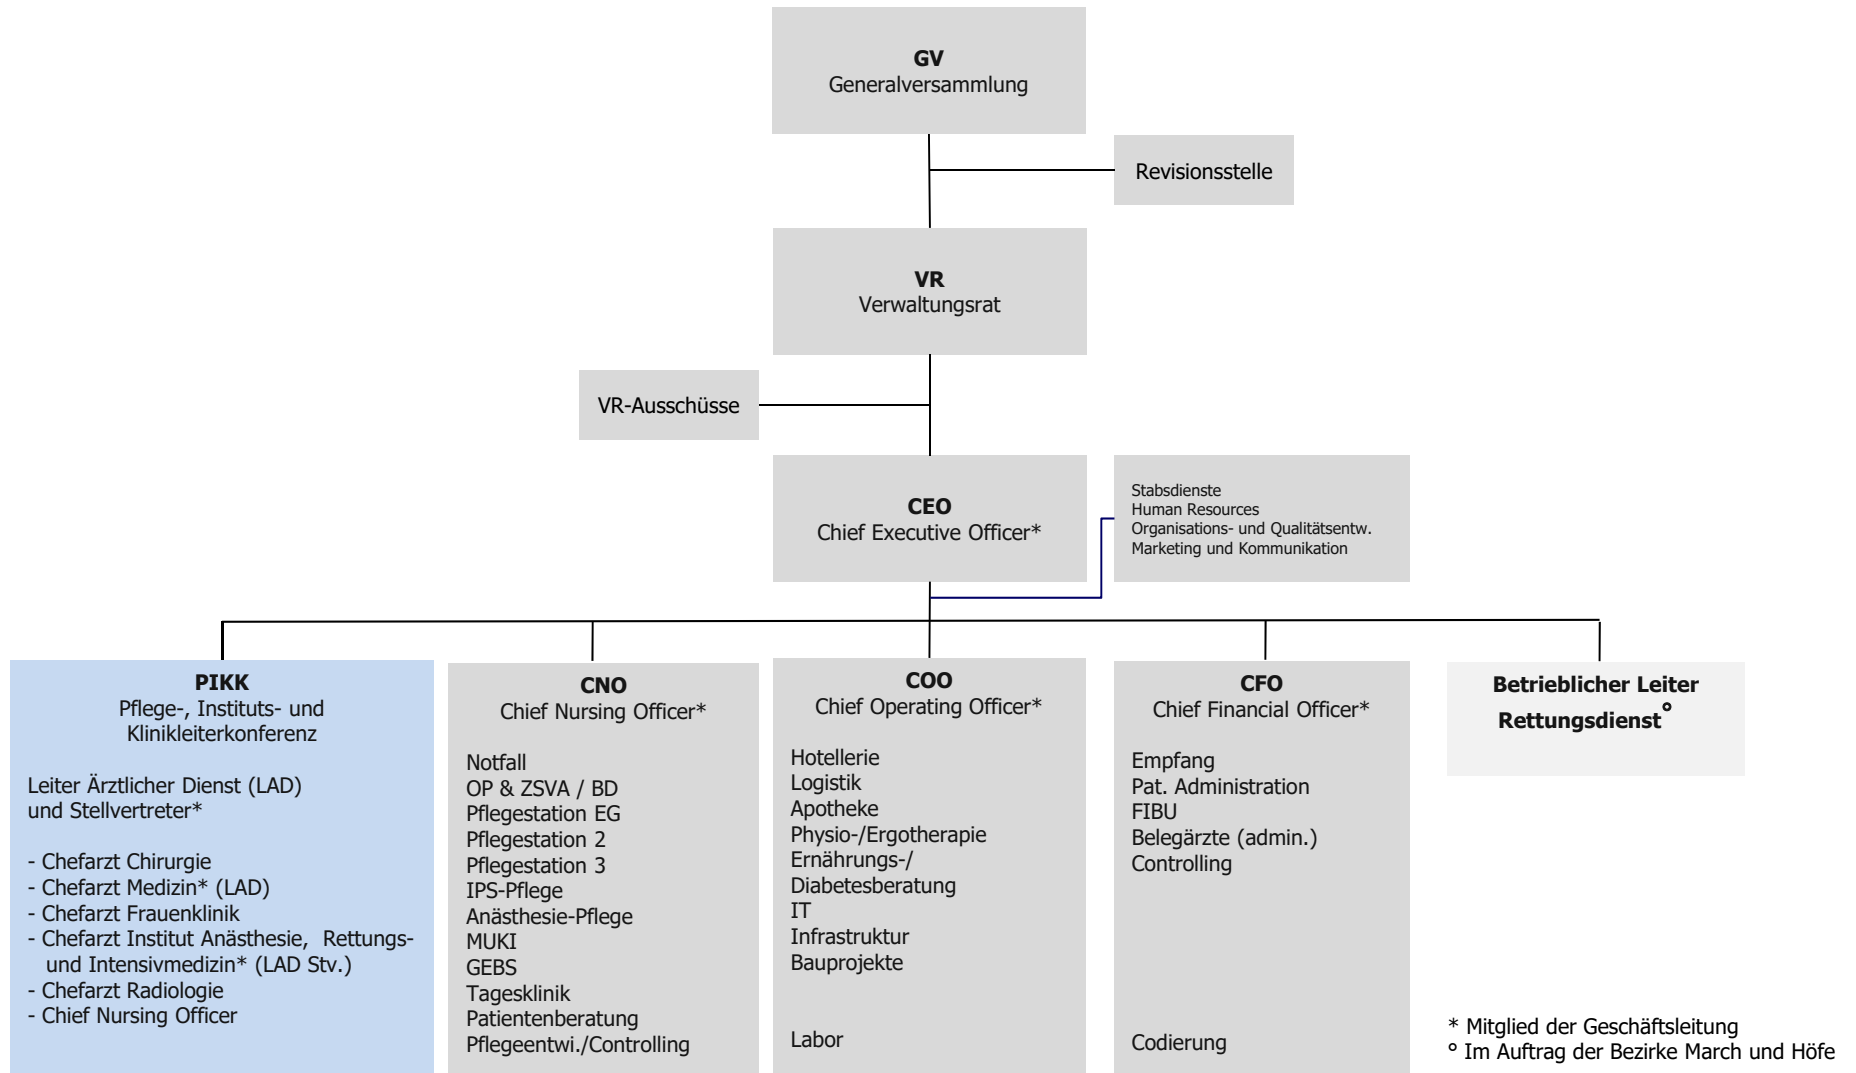 GV
Generalversammlung
Revisionsstelle
VR
Verwaltungsrat
VR-Ausschüsse
CEO
Chief Executive Officer*
Stabsdienste
Human Resources
Organisations- und Qualitätsentw.
Marketing und Kommunikation
PIKK
Pflege-, Instituts- und
Klinikleiterkonferenz
Leiter Ärztlicher Dienst (LAD)
und Stellvertreter*
- Chefarzt Chirurgie
- Chefarzt Medizin* (LAD)
- Chefarzt Frauenklinik
- Chefarzt Institut Anästhesie, Rettungs-
und Intensivmedizin* (LAD Stv.)
- Chefarzt Radiologie
- Chief Nursing Officer
CNO
Chief Nursing Officer*
Notfall
OP & ZSVA / BD
Pflegestation EG
Pflegestation 2
Pflegestation 3
IPS-Pflege
Anästhesie-Pflege
MUKI
GEBS
Tagesklinik
Patientenberatung
Pflegeentwi./Controlling
COO
Chief Operating Officer*
Hotellerie
Logistik
Apotheke
Physio-/Ergotherapie
Ernährungs-/
Diabetesberatung
IT
Infrastruktur
Bauprojekte
Labor
CFO
Chief Financial Officer*
Empfang
Pat. Administration
FIBU
Belegärzte (admin.)
Controlling
Codierung
Betrieblicher Leiter
Rettungsdienst°
* Mitglied der Geschäftsleitung
° Im Auftrag der Bezirke March und Höfe